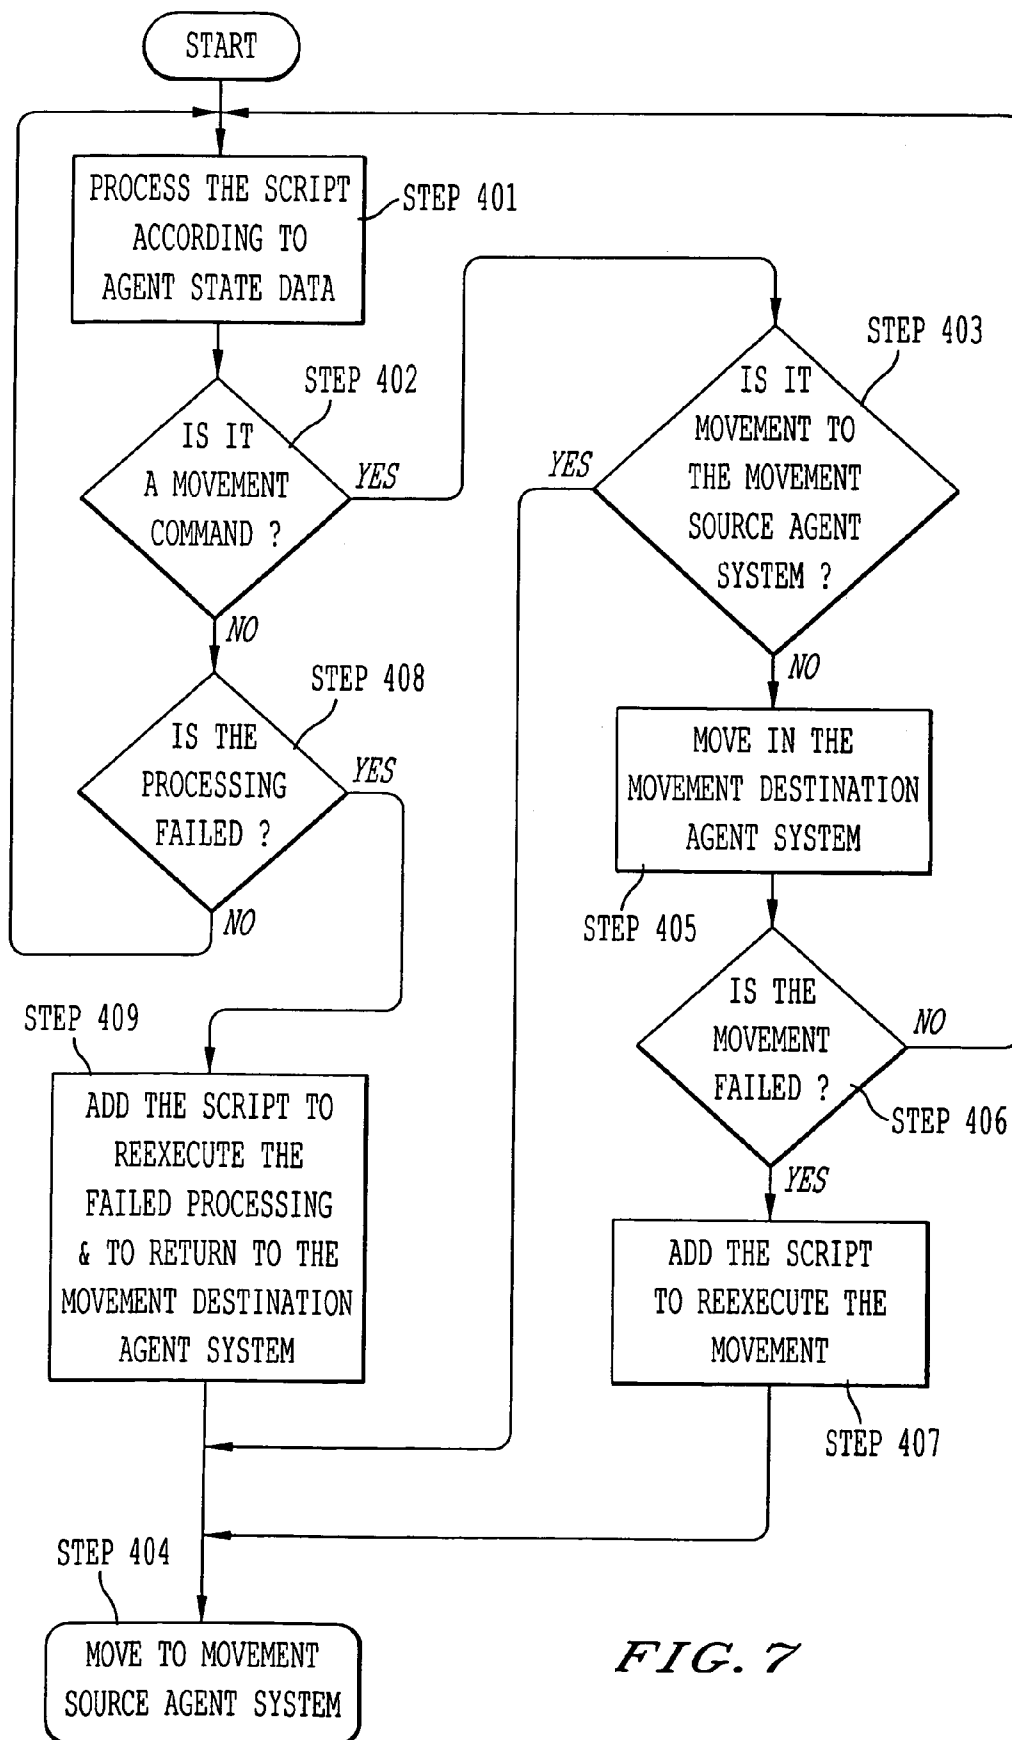 START
PROCESS THE SCRIPT
ACCORDING TO
AGENT STATE DATA
STEP 401
STEP 402
IS IT
A MOVEMENT
COMMAND ?
YES
NO
STEP 403
IS IT
MOVEMENT TO
THE MOVEMENT
SOURCE AGENT
SYSTEM ?
YES
NO
STEP 408
IS THE
PROCESSING
FAILED ?
YES
NO
MOVE IN THE
MOVEMENT DESTINATION
AGENT SYSTEM
STEP 405
IS THE
MOVEMENT
FAILED ?
NO
STEP 406
YES
STEP 409
ADD THE SCRIPT TO
REEXECUTE THE
FAILED PROCESSING
& TO RETURN TO THE
MOVEMENT DESTINATION
AGENT SYSTEM
ADD THE SCRIPT
TO REEXECUTE THE
MOVEMENT
STEP 407
STEP 404
MOVE TO MOVEMENT
SOURCE AGENT SYSTEM
FIG. 7